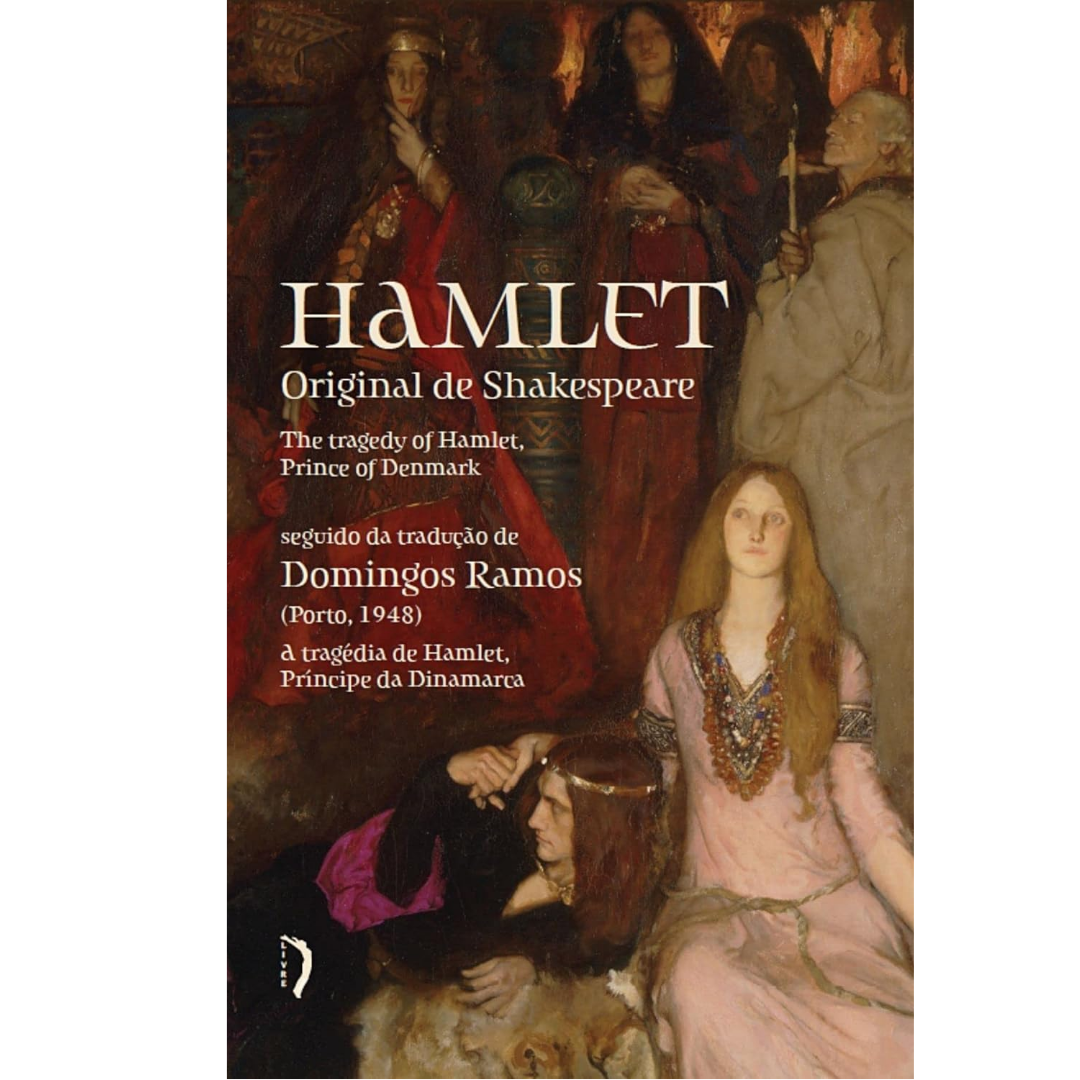 HAMLET
Original de Shakespeare
The tragedy of Hamlet,
Prince of Denmark
seguido da tradução de
Domingos Ramos
(Porto, 1948)
A tragédia de Hamlet,
Príncipe da Dinamarca
LIVRE